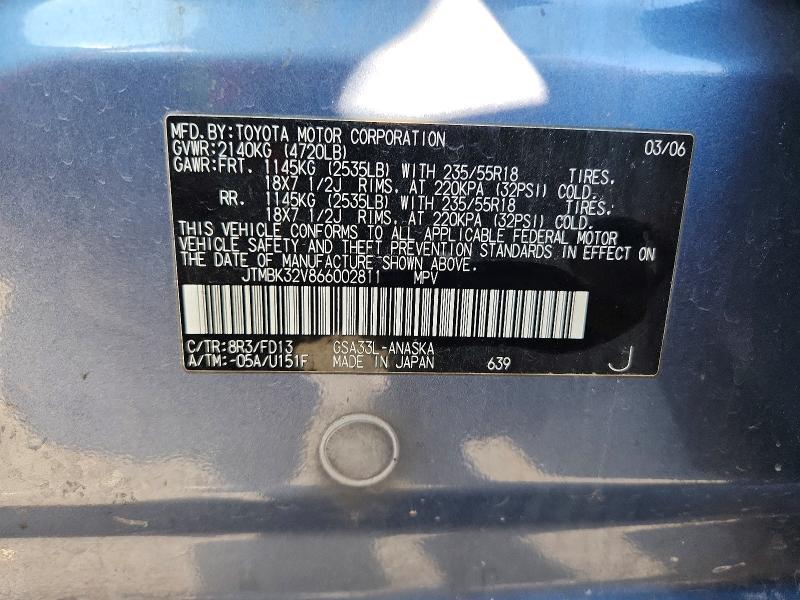 MFD.BY:TOYOTA MOTOR CORPORATION 03/06
GVWR:2140KG (4720LB)
GAWR:FRT. 1145KG (2535LB) WITH 235/55R18 TIRES.
18X7 1/2J RIMS. AT 220KPA (32PSI) COLD.
RR. 1145KG (2535LB) WITH 235/55R18 TIRES.
18X7 1/2J RIMS. AT 220KPA (32PSI) COLD.
THIS VEHICLE CONFORMS TO ALL APPLICABLE FEDERAL MOTOR
VEHICLE SAFETY AND THEFT PREVENTION STANDARDS IN EFFECT ON
THE DATE OF MANUFACTURE SHOWN ABOVE.
JTMBK32V866002811 MPV
C/TR:8R3/FD13 GSA33L-ANASKA
A/TM:-05A/U151F MADE IN JAPAN 639 J